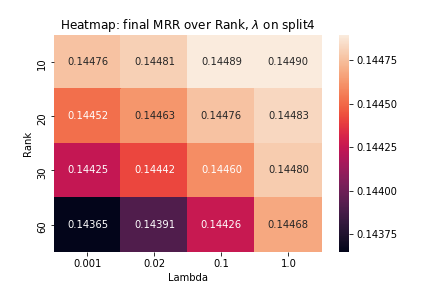 Heatmap: final MRR over Rank, λ on split4
10 0.14476 0.14481 0.14489 0.14490
20 0.14452 0.14463 0.14476 0.14483
30 0.14425 0.14442 0.14460 0.14480
60 0.14365 0.14391 0.14426 0.14468
0.001 0.02 0.1 1.0
Rank
Lambda
0.14475
0.14450
0.14425
0.14400
0.14375